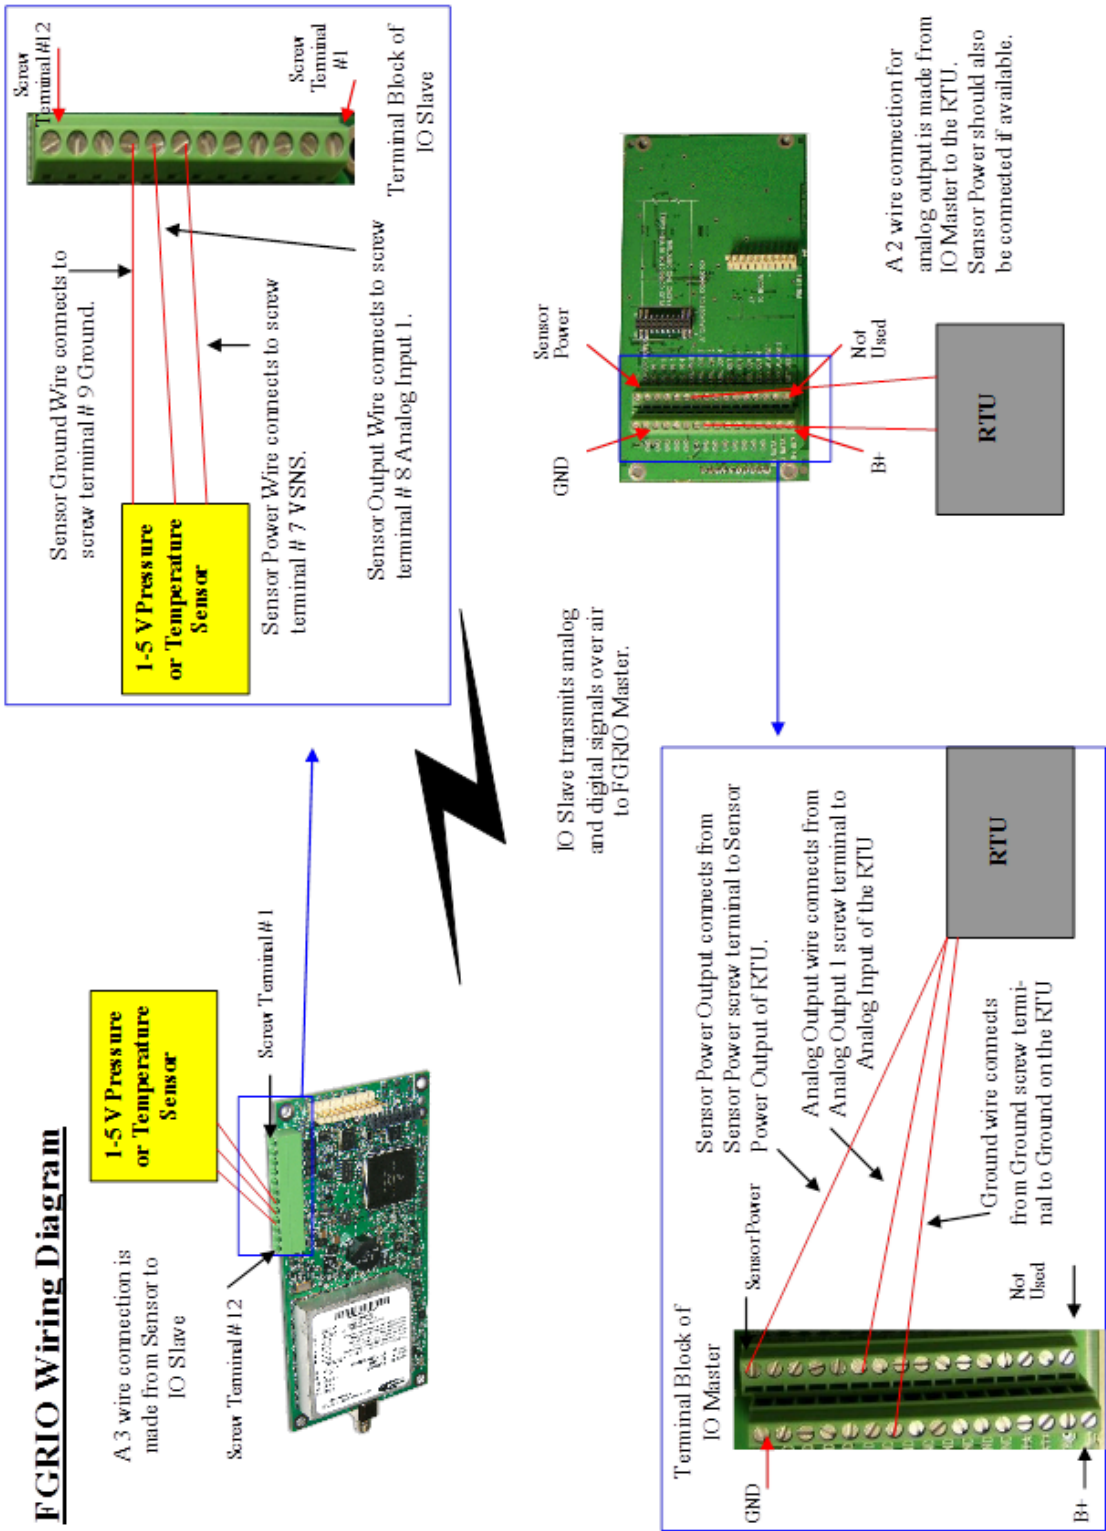 FGRIO Wiring Diagram
A 3 wire connection is
made from Sensor to
IO Slave
1-5 V Pressure
or Temperature
Sensor
Screw Terminal #12
Screw Terminal #1
Screw
Terminal #12
Screw
Terminal
#1
Terminal Block of
IO Slave
Sensor Ground Wire connects to
screw terminal # 9 Ground.
1-5 V Pressure
or Temperature
Sensor
Sensor Power Wire connects to screw
terminal # 7 VSNS.
Sensor Output Wire connects to screw
terminal # 8 Analog Input 1.
IO Slave transmits analog
and digital signals over air
to FGRIO Master.
Terminal Block of
IO Master
GND
B+
Sensor Power
Not
Used
Sensor Power Output connects from
Sensor Power screw terminal to Sensor
Power Output of RTU.
Analog Output wire connects from
Analog Output 1 screw terminal to
Analog Input of the RTU
Ground wire connects
from Ground screw termi-
nal to Ground on the RTU
RTU
GND
Sensor
Power
B+
Not
Used
RTU
A 2 wire connection for
analog output is made from
IO Master to the RTU.
Sensor Power should also
be connected if available.